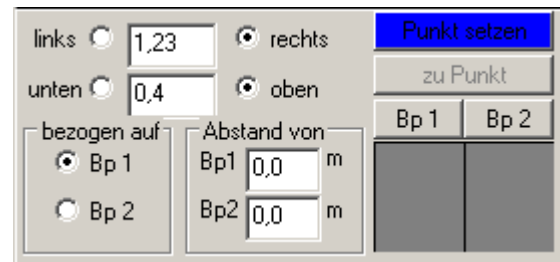 links 1,23 rechts Punkt setzen
unten 0,4 oben zu Punkt
Bp 1 Bp 2
bezogen auf Abstand von
Bp 1 Bp1 0,0 m
Bp 2 Bp2 0,0 m